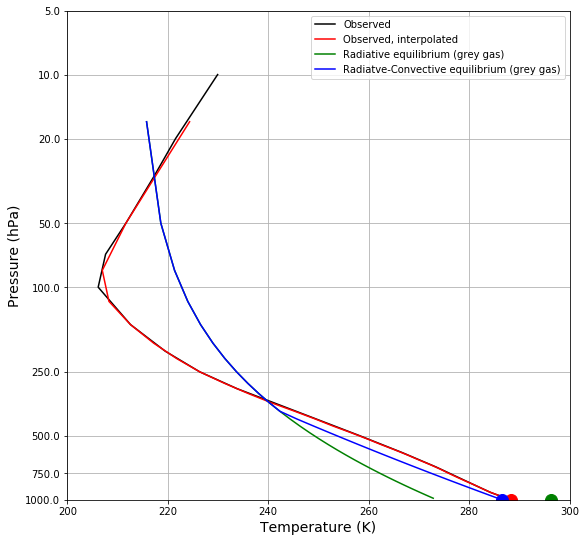 5.0
10.0
20.0
50.0
100.0
250.0
500.0
750.0
1000.0
Pressure (hPa)
Observed
Observed, interpolated
Radiative equilibrium (grey gas)
Radiatve-Convective equilibrium (grey gas)
200 220 240 260 280 300
Temperature (K)